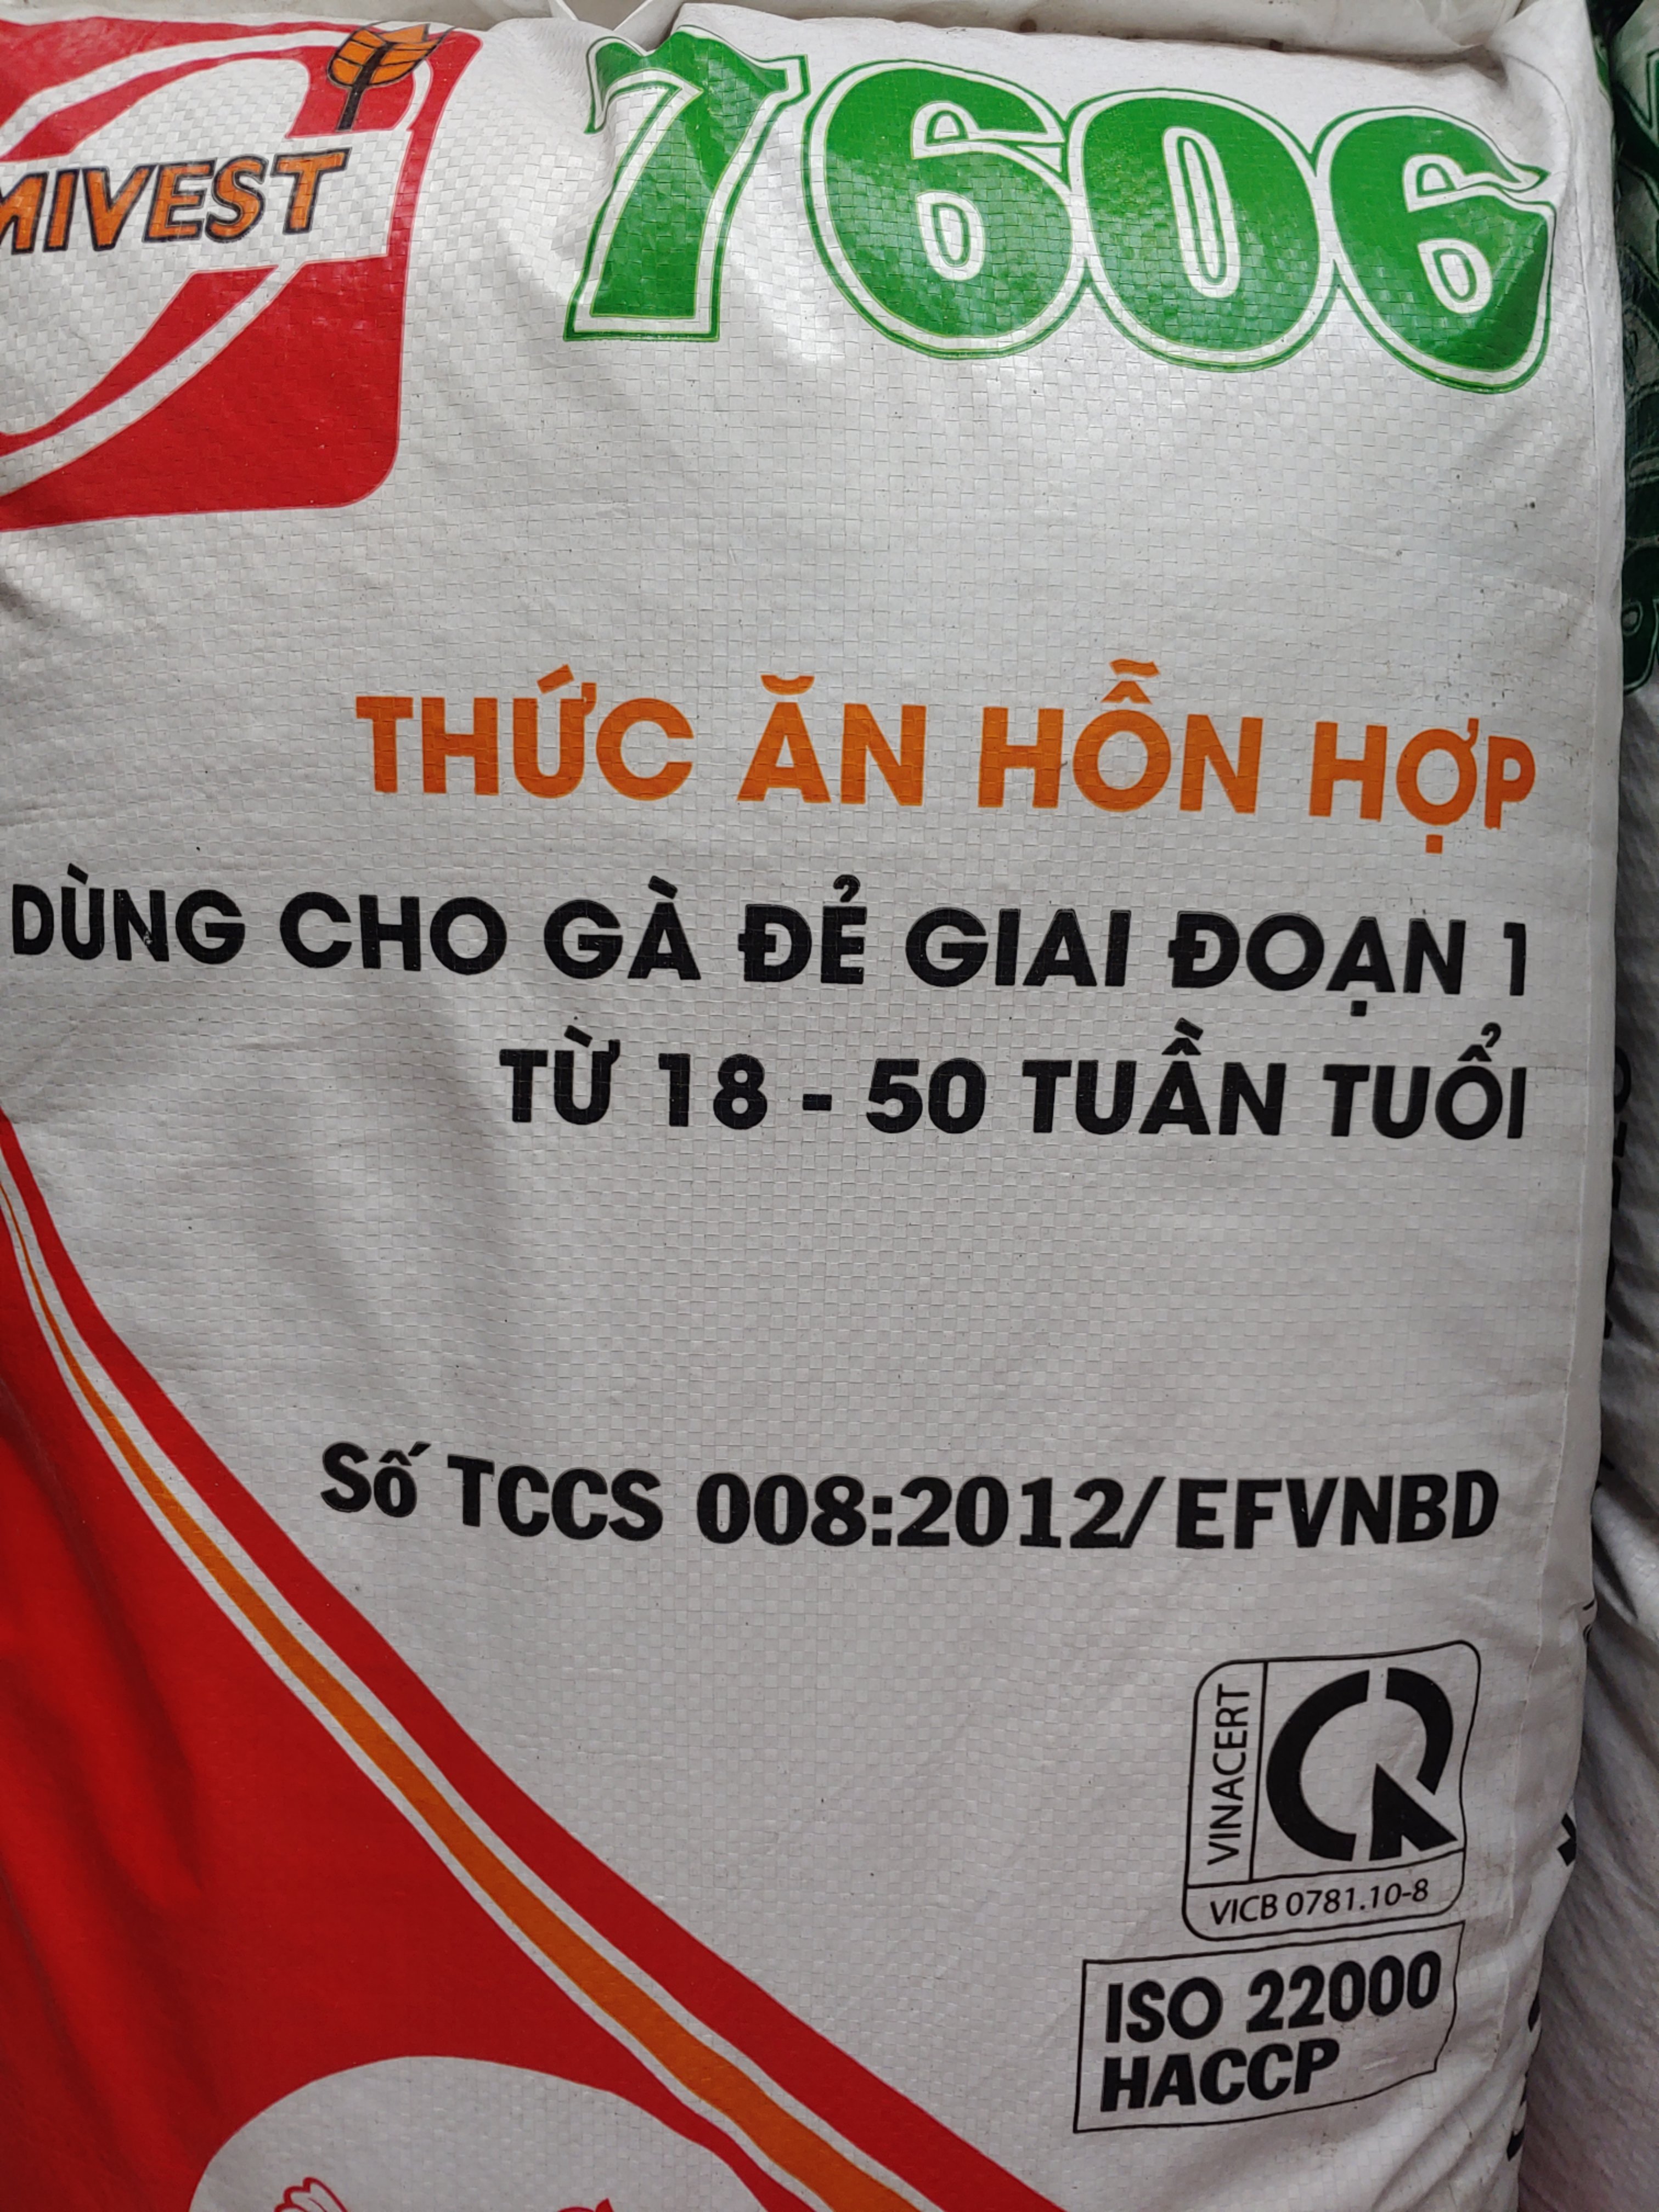 MIVEST
7606
THỨC ĂN HỖN HỢP
DÙNG CHO GÀ ĐẺ GIAI ĐOẠN 1
TỪ 18 - 50 TUẦN TUỔI
Số TCCS 008:2012/EFVNBD
VINACERT
VICB 0781.10-8
ISO 22000
HACCP